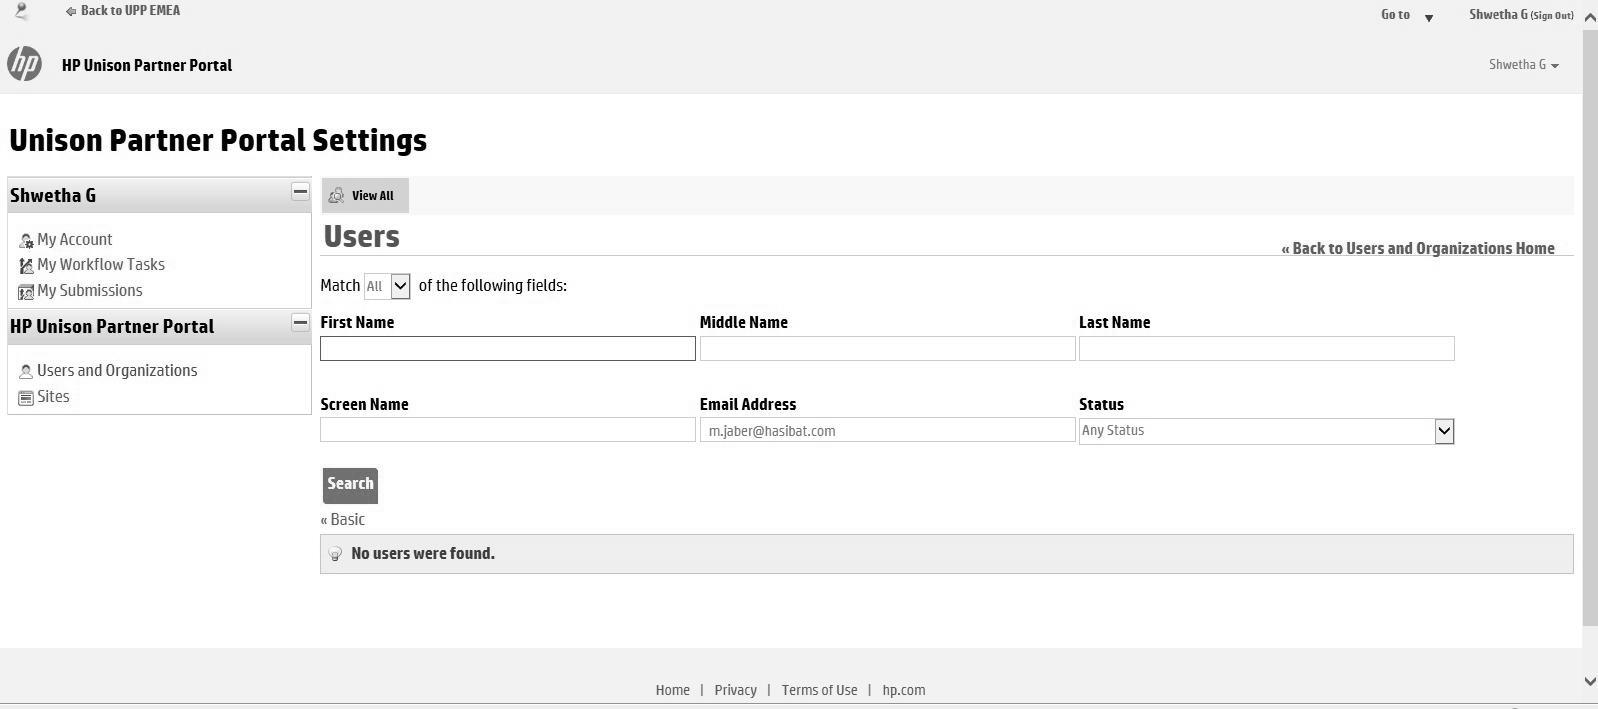 Back to UPP EMEA
Go to
Shwetha G (Sign Out)
hp
HP Unison Partner Portal
Shwetha G
Unison Partner Portal Settings
Shwetha G
My Account
My Workflow Tasks
My Submissions
HP Unison Partner Portal
Users and Organizations
Sites
View All
Users
« Back to Users and Organizations Home
Match All of the following fields:
First Name Middle Name Last Name
Screen Name Email Address Status
m.jaber@hasibat.com Any Status
Search
« Basic
No users were found.
Home | Privacy | Terms of Use | hp.com